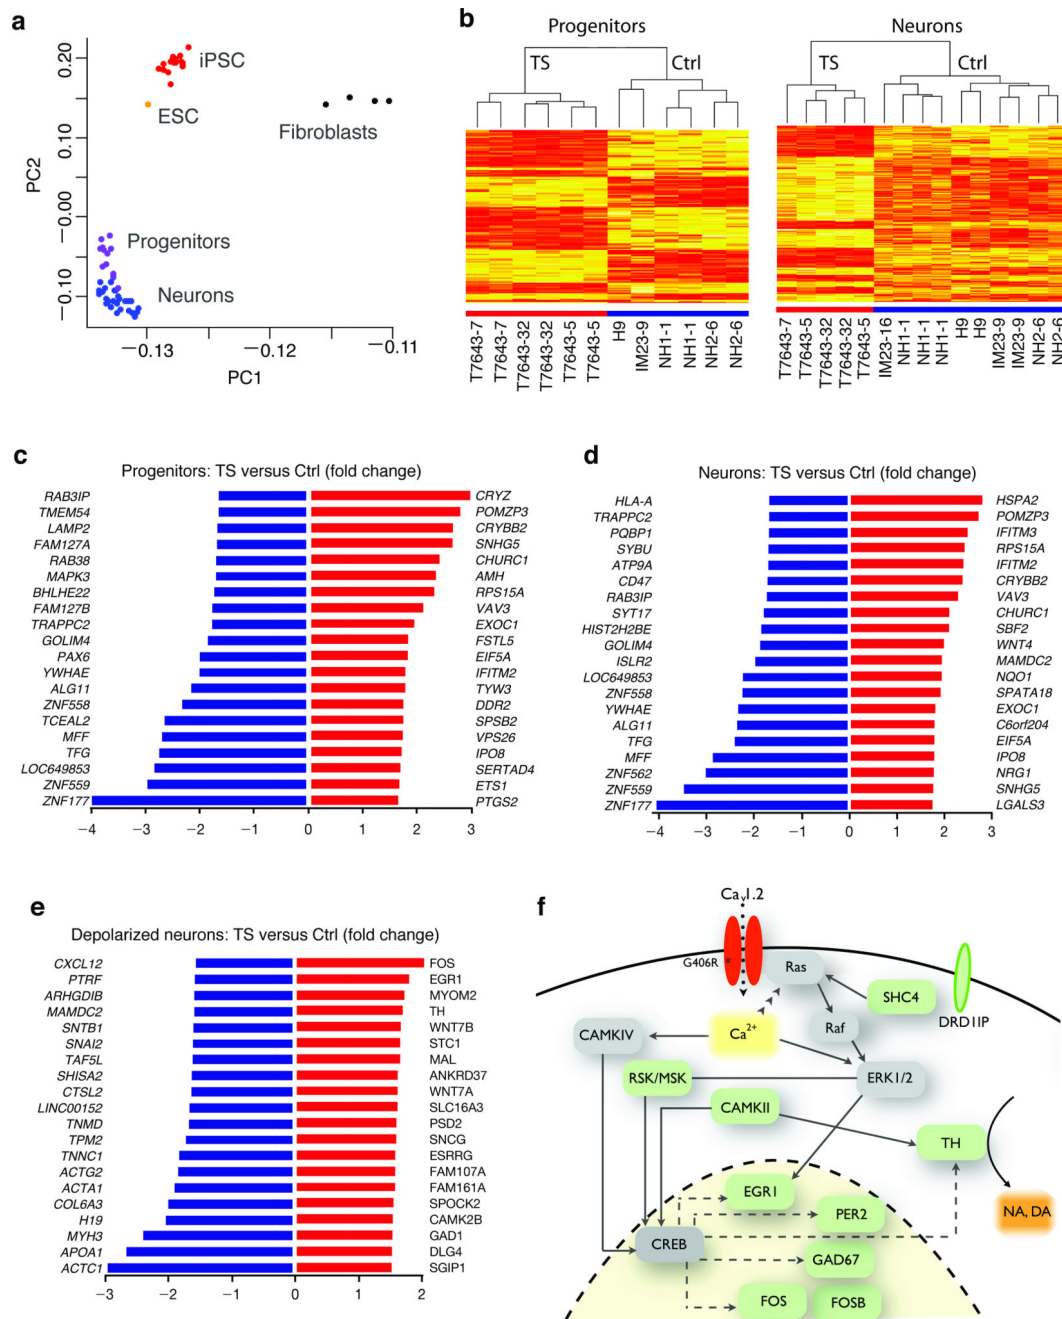 a
0.20
0.10
−0.00
−0.10
PC2
iPSC
ESC
Fibroblasts
Progenitors
Neurons
−0.13
−0.12
−0.11
PC1
b
Progenitors
TS
Ctrl
T7643-7
T7643-7
T7643-32
T7643-32
T7643-5
T7643-5
H9
IM23-9
NH1-1
NH1-1
NH2-6
NH2-6
Neurons
TS
Ctrl
T7643-7
T7643-5
T7643-32
T7643-32
T7643-5
IM23-16
NH1-1
NH1-1
NH1-1
H9
H9
IM23-9
IM23-9
NH2-6
NH2-6
c
Progenitors: TS versus Ctrl (fold change)
RAB3IP CRYZ
TMEM54 POMZP3
LAMP2 CRYBB2
FAM127A SNHG5
RAB38 CHURC1
MAPK3 AMH
BHLHE22 RPS15A
FAM127B VAV3
TRAPPC2 EXOC1
GOLIM4 FSTL5
PAX6 EIF5A
YWHAE IFITM2
ALG11 TYW3
ZNF558 DDR2
TCEAL2 SPSB2
MFF VPS26
TFG IPO8
LOC649853 SERTAD4
ZNF559 ETS1
ZNF177 PTGS2
−4 −3 −2 −1 0 1 2 3
d
Neurons: TS versus Ctrl (fold change)
HLA-A HSPA2
TRAPPC2 POMZP3
PQBP1 IFITM3
SYBU RPS15A
ATP9A IFITM2
CD47 CRYBB2
RAB3IP VAV3
SYT17 CHURC1
HIST2H2BE SBF2
GOLIM4 WNT4
ISLR2 MAMDC2
LOC649853 NQO1
ZNF558 SPATA18
YWHAE EXOC1
ALG11 C6orf204
TFG EIF5A
MFF IPO8
ZNF562 NRG1
ZNF559 SNHG5
ZNF177 LGALS3
−4 −3 −2 −1 0 1 2 3
e
Depolarized neurons: TS versus Ctrl (fold change)
CXCL12 FOS
PTRF EGR1
ARHGDIB MYOM2
MAMDC2 TH
SNTB1 WNT7B
SNAI2 STC1
TAF5L MAL
SHISA2 ANKRD37
CTSL2 WNT7A
LINC00152 SLC16A3
TNMD PSD2
TPM2 SNCG
TNNC1 ESRRG
ACTG2 FAM107A
ACTA1 FAM161A
COL6A3 SPOCK2
H19 CAMK2B
MYH3 GAD1
APOA1 DLG4
ACTC1 SGIP1
−3 −2 −1 0 1 2
f
Cav1.2
G406R *
Ras
SHC4
DRD1IP
CAMKIV
Ca2+
Raf
RSK/MSK
ERK1/2
CAMKII
TH
EGR1
NA, DA
PER2
CREB
GAD67
FOS
FOSB